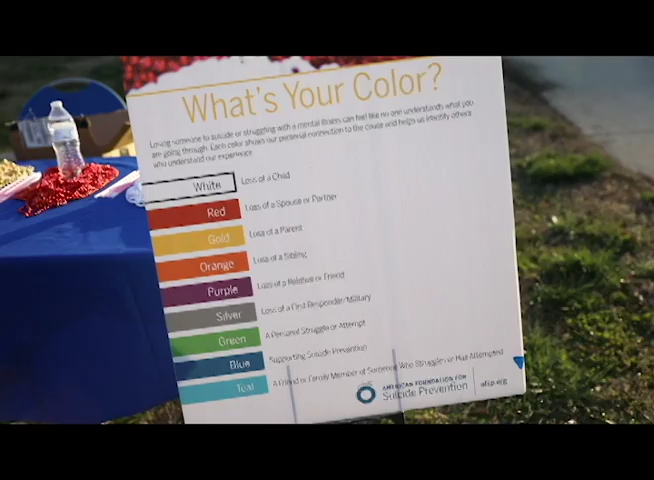 What's Your Color?
Losing someone to suicide or struggling with a mental illness can feel like no one understands what you
are going through. Each color shows our personal connection to the cause and helps us identify others
who understand our experience
White Loss of a Child
Red Loss of a Spouse or Partner
Gold Loss of a Parent
Orange Loss of a Sibling
Purple Loss of a Relative or Friend
Silver Loss of a First Responder/Military
Green A Personal Struggle or Attempt
Blue Supporting Suicide Prevention
Teal A Friend or Family Member of Someone Who Struggles or Has Attempted
AMERICAN FOUNDATION FOR
Suicide Prevention
afsp.org